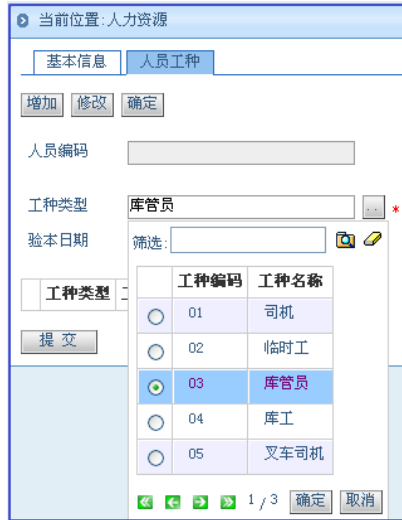 当前位置:人力资源
基本信息 人员工种
增加 修改 确定
人员编码
工种类型 库管员 .. *
验本日期 筛选:
工种类型
工种编码 工种名称
01 司机
02 临时工
03 库管员
04 库工
05 叉车司机
提 交
1 / 3 确定 取消